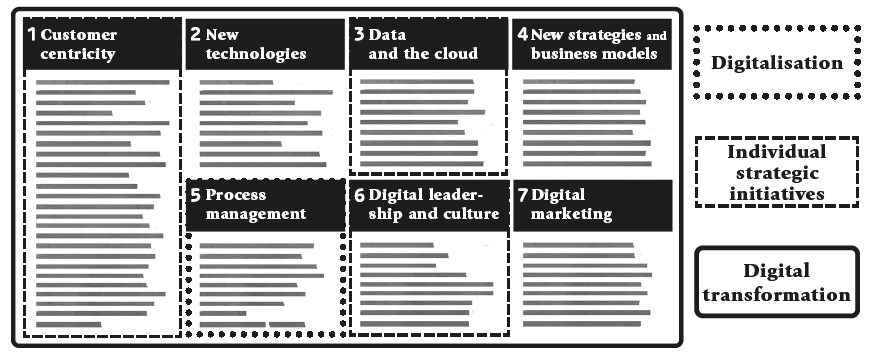 1 Customer
centricity
2 New
technologies
3 Data
and the cloud
4 New strategies and
business models
5 Process
management
6 Digital leader-
ship and culture
7 Digital
marketing
Digitalisation
Individual
strategic
initiatives
Digital
transformation